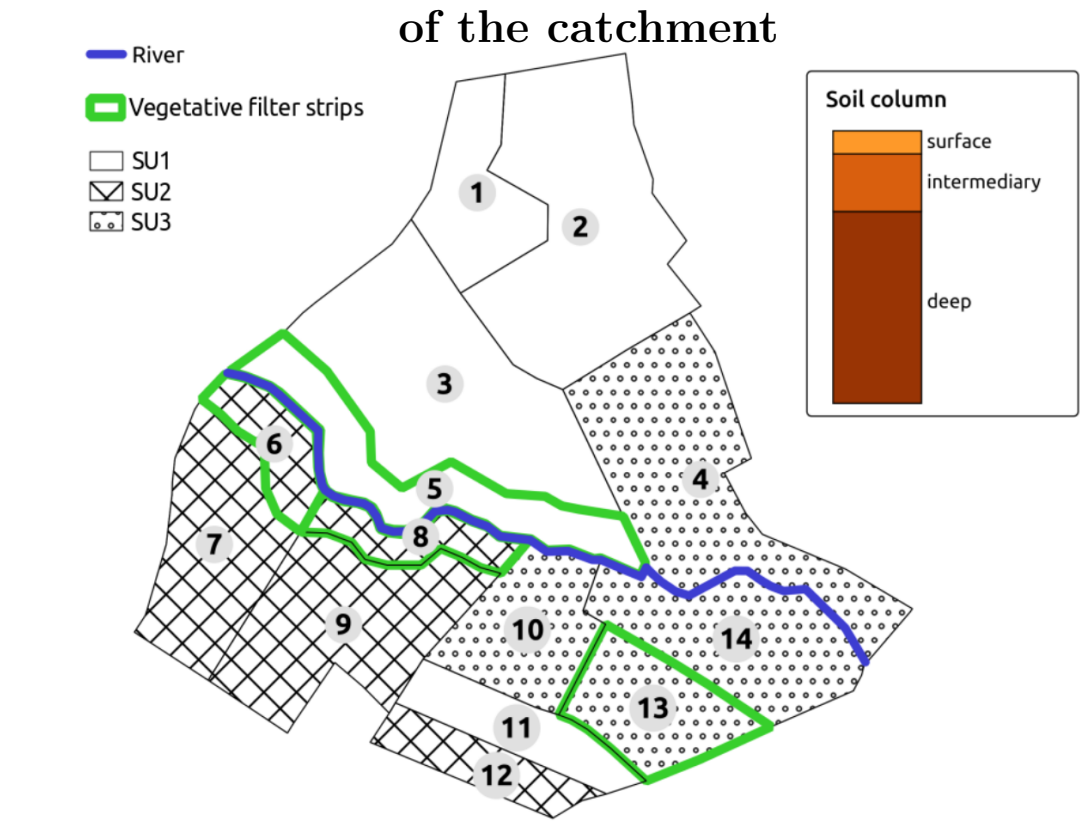 of the catchment
River
Vegetative filter strips
SU1
SU2
SU3
Soil column
surface
intermediary
deep
1
2
3
4
5
6
7
8
9
10
11
12
13
14